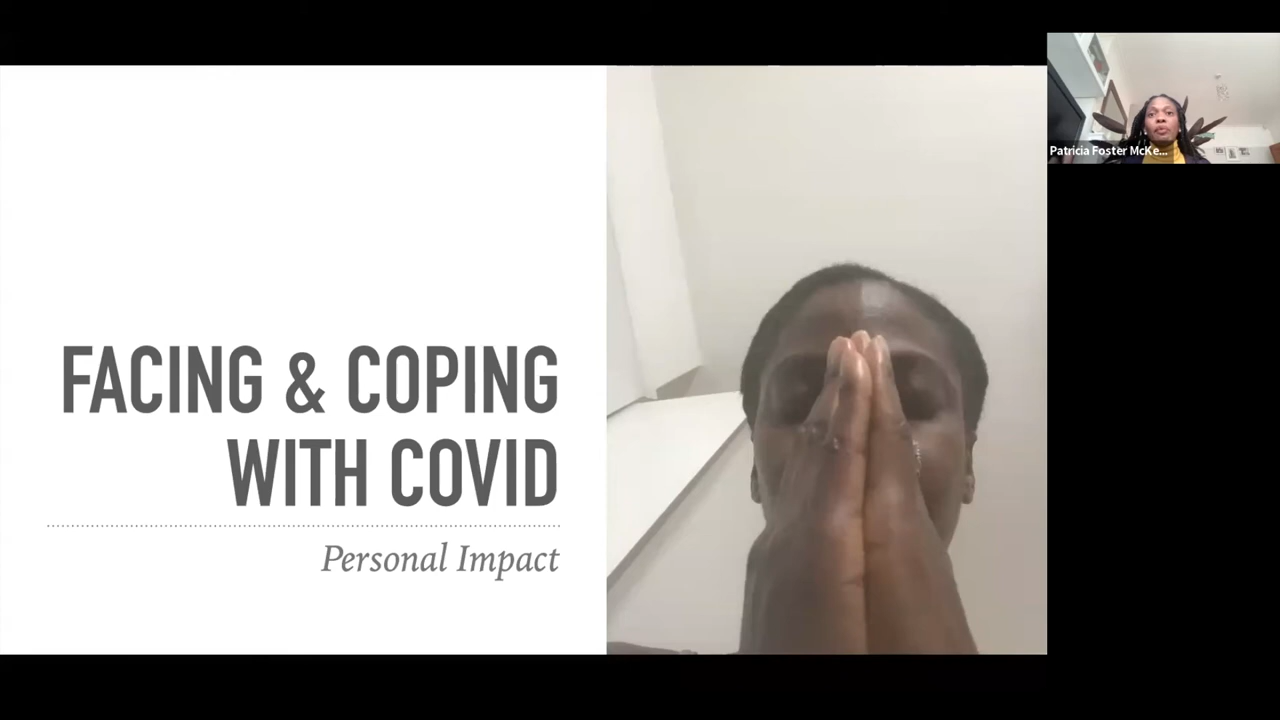 FACING & COPING
WITH COVID
Personal Impact
Patricia Foster McKe...